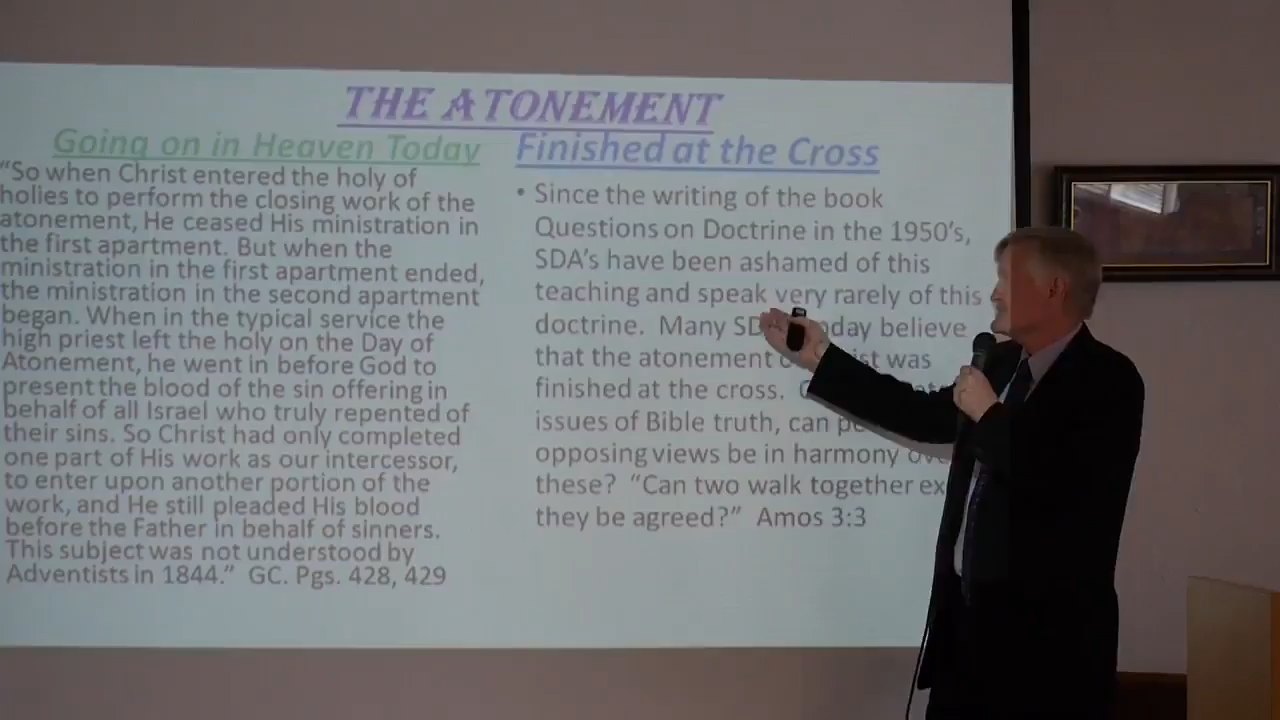 THE ATONEMENT
Going on in Heaven Today
“So when Christ entered the holy of
holies to perform the closing work of the
atonement, He ceased His ministration in
the first apartment. But when the
ministration in the first apartment ended,
the ministration in the second apartment
began. When in the typical service the
high priest left the holy on the Day of
Atonement, he went in before God to
present the blood of the sin offering in
behalf of all Israel who truly repented of
their sins. So Christ had only completed
one part of His work as our intercessor,
to enter upon another portion of the
work, and He still pleaded His blood
before the Father in behalf of sinners.
This subject was not understood by
Adventists in 1844.” GC. Pgs. 428, 429
Finished at the Cross
• Since the writing of the book
Questions on Doctrine in the 1950’s,
SDA’s have been ashamed of this
teaching and speak very rarely of this
doctrine. Many believe
that the atonement was
finished at the cross.
issues of Bible truth, can
opposing views be in harmony
these? “Can two walk together
they be agreed?” Amos 3:3